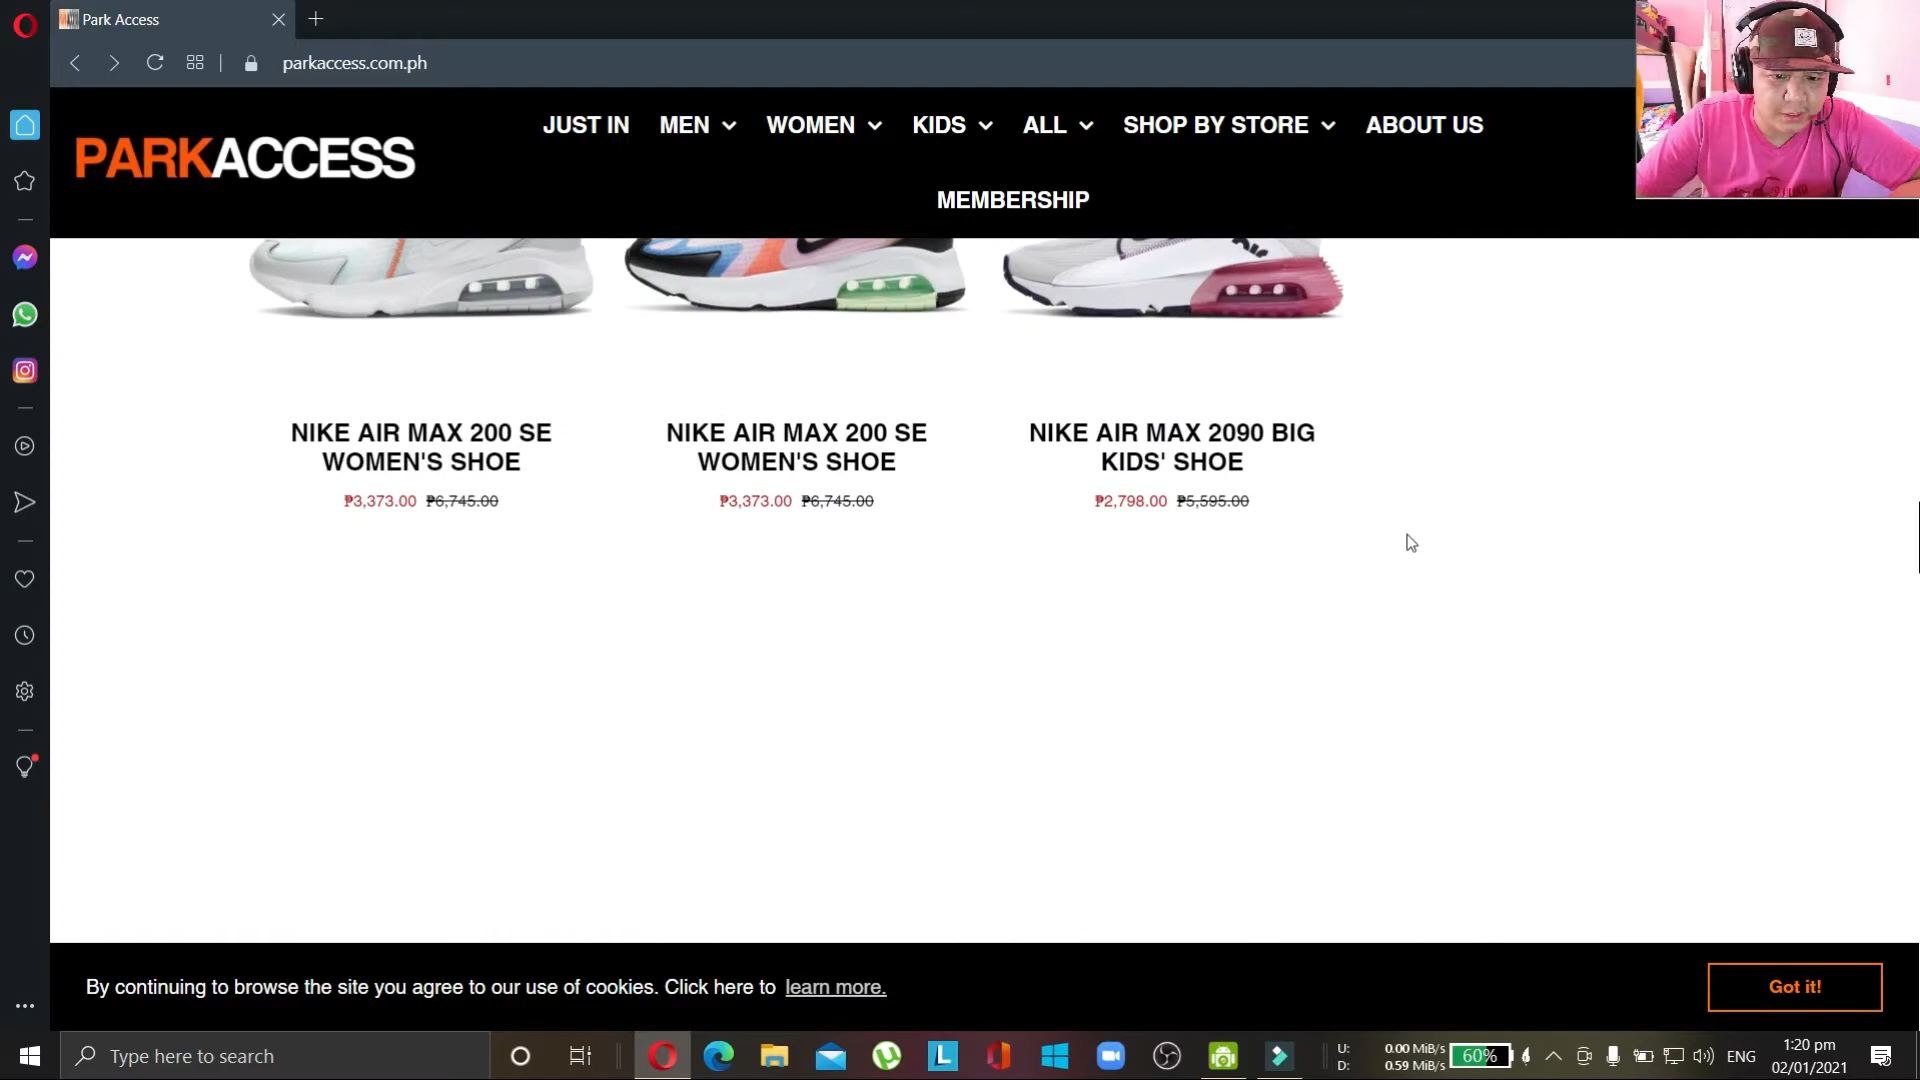 Park Access
parkaccess.com.ph
JUST IN MEN WOMEN KIDS ALL SHOP BY STORE ABOUT US
PARKACCESS
MEMBERSHIP
NIKE AIR MAX 200 SE
WOMEN'S SHOE
₱3,373.00 ₱6,745.00
NIKE AIR MAX 200 SE
WOMEN'S SHOE
₱3,373.00 ₱6,745.00
NIKE AIR MAX 2090 BIG
KIDS' SHOE
₱2,798.00 ₱5,595.00
By continuing to browse the site you agree to our use of cookies. Click here to learn more.
Got it!
Type here to search
L
U: 0.00 MiB/s
D: 0.59 MiB/s
60%
ENG
1:20 pm
02/01/2021